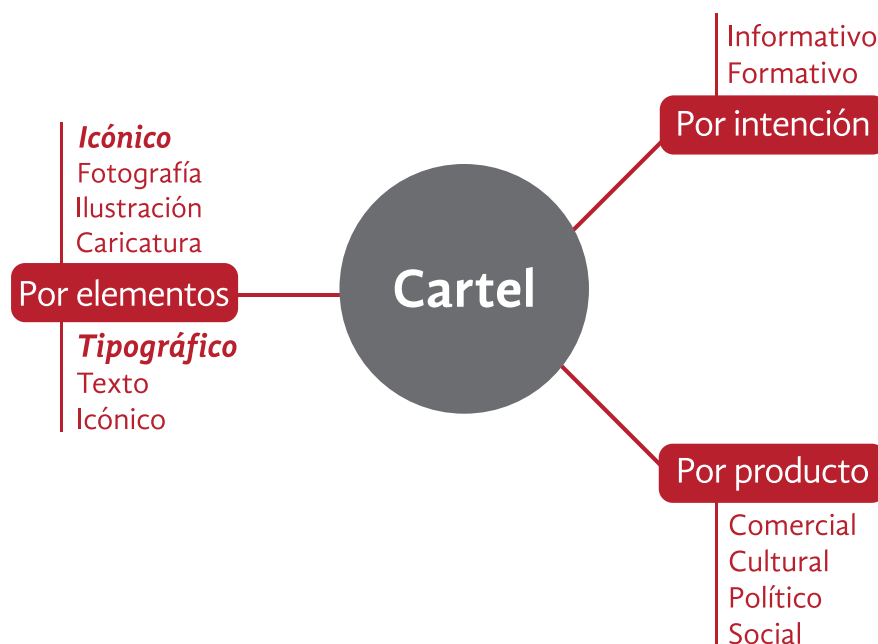 Informativo
Formativo
Por intención
Icónico
Fotografía
Ilustración
Caricatura
Por elementos
Tipográfico
Texto
Icónico
Cartel
Por producto
Comercial
Cultural
Político
Social